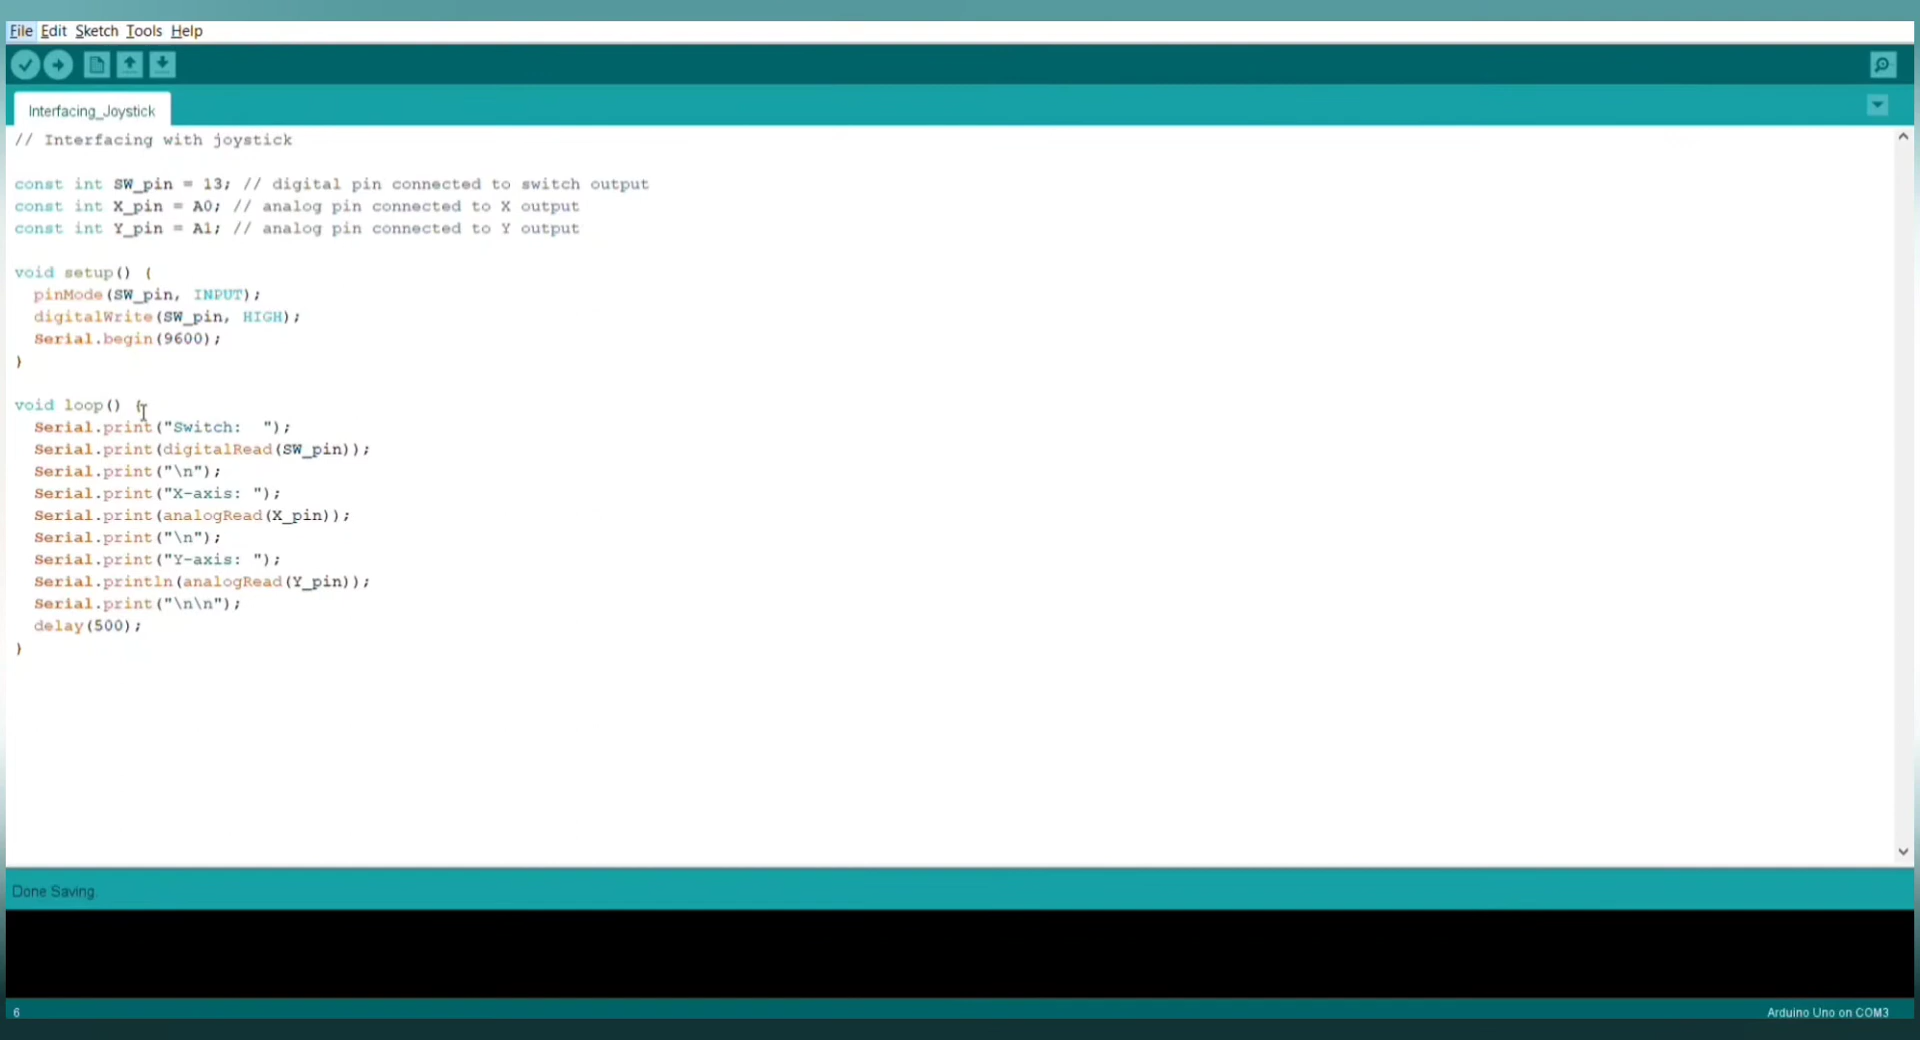 File Edit Sketch Tools Help
Interfacing_Joystick
// Interfacing with joystick
const int SW_pin = 13; // digital pin connected to switch output
const int X_pin = A0; // analog pin connected to X output
const int Y_pin = A1; // analog pin connected to Y output
void setup() {
  pinMode(SW_pin, INPUT);
  digitalWrite(SW_pin, HIGH);
  Serial.begin(9600);
}
void loop() {
  Serial.print("Switch:  ");
  Serial.print(digitalRead(SW_pin));
  Serial.print("\n");
  Serial.print("X-axis: ");
  Serial.print(analogRead(X_pin));
  Serial.print("\n");
  Serial.print("Y-axis: ");
  Serial.println(analogRead(Y_pin));
  Serial.print("\n\n");
  delay(500);
}
Done Saving.
6
Arduino Uno on COM3